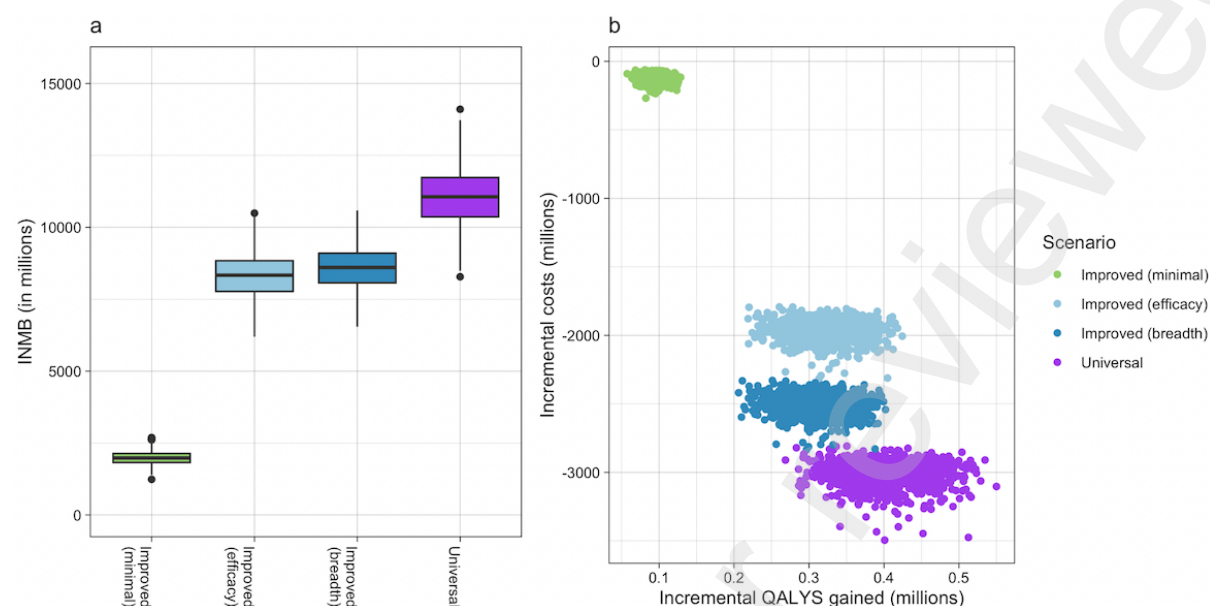 a
INMB (in millions)
15000
10000
5000
0
Improved
(minimal)
Improved
(efficacy)
Improved
(breadth)
Universal
b
Incremental costs (millions)
0
-1000
-2000
-3000
0.1
0.2
0.3
0.4
0.5
Incremental QALYS gained (millions)
Scenario
Improved (minimal)
Improved (efficacy)
Improved (breadth)
Universal